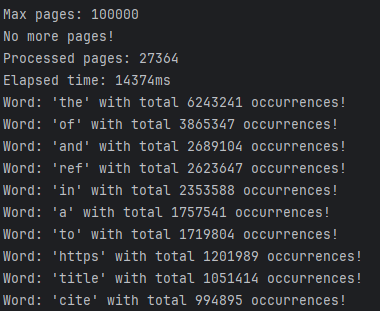 Max pages: 100000
No more pages!
Processed pages: 27364
Elapsed time: 14374ms
Word: 'the' with total 6243241 occurrences!
Word: 'of' with total 3865347 occurrences!
Word: 'and' with total 2689104 occurrences!
Word: 'ref' with total 2623647 occurrences!
Word: 'in' with total 2353588 occurrences!
Word: 'a' with total 1757541 occurrences!
Word: 'to' with total 1719804 occurrences!
Word: 'https' with total 1201989 occurrences!
Word: 'title' with total 1051414 occurrences!
Word: 'cite' with total 994895 occurrences!